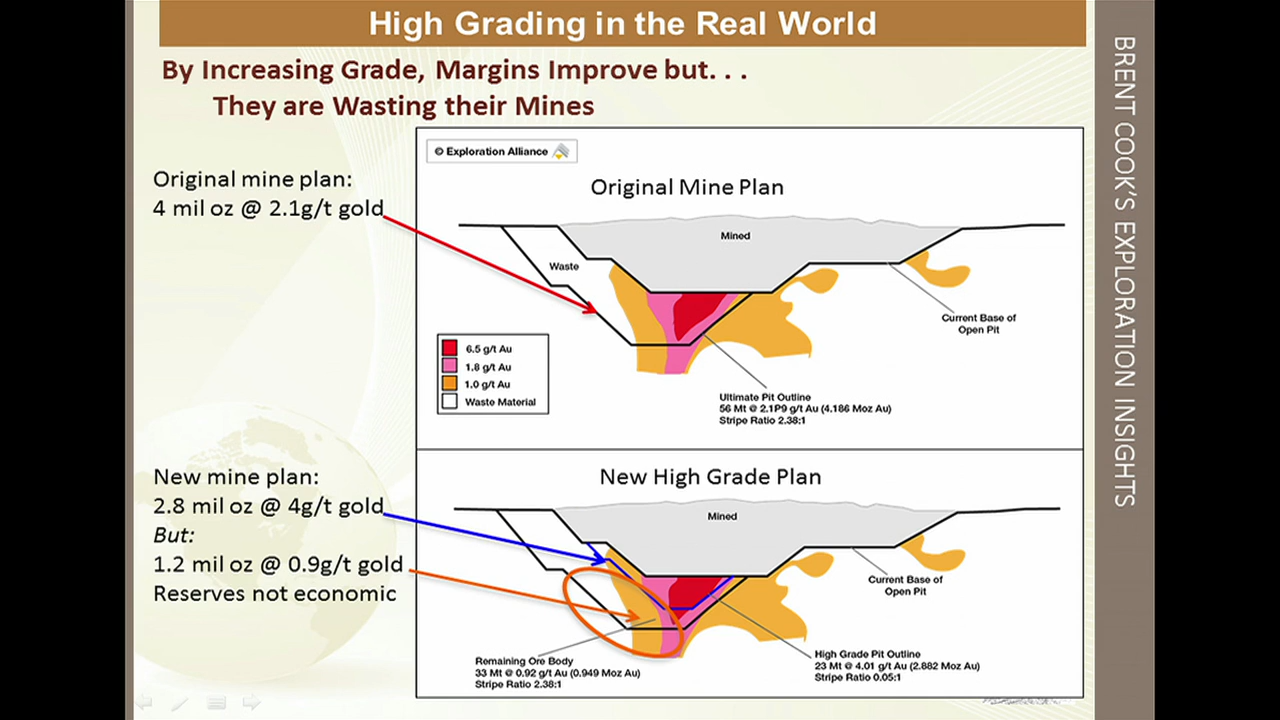 High Grading in the Real World
By Increasing Grade, Margins Improve but. . .
They are Wasting their Mines
BRENT COOK'S EXPLORATION INSIGHTS
© Exploration Alliance
Original mine plan:
4 mil oz @ 2.1g/t gold
Original Mine Plan
Mined
Waste
Current Base of
Open Pit
6.5 g/t Au
1.8 g/t Au
1.0 g/t Au
Waste Material
Ultimate Pit Outline
56 Mt @ 2.1P9 g/t Au (4.186 Moz Au)
Stripe Ratio 2.38:1
New mine plan:
2.8 mil oz @ 4g/t gold
But:
1.2 mil oz @ 0.9g/t gold
Reserves not economic
New High Grade Plan
Mined
Current Base of
Open Pit
Remaining Ore Body
33 Mt @ 0.92 g/t Au (0.949 Moz Au)
Stripe Ratio 2.38:1
High Grade Pit Outline
23 Mt @ 4.01 g/t Au (2.882 Moz Au)
Stripe Ratio 0.05:1